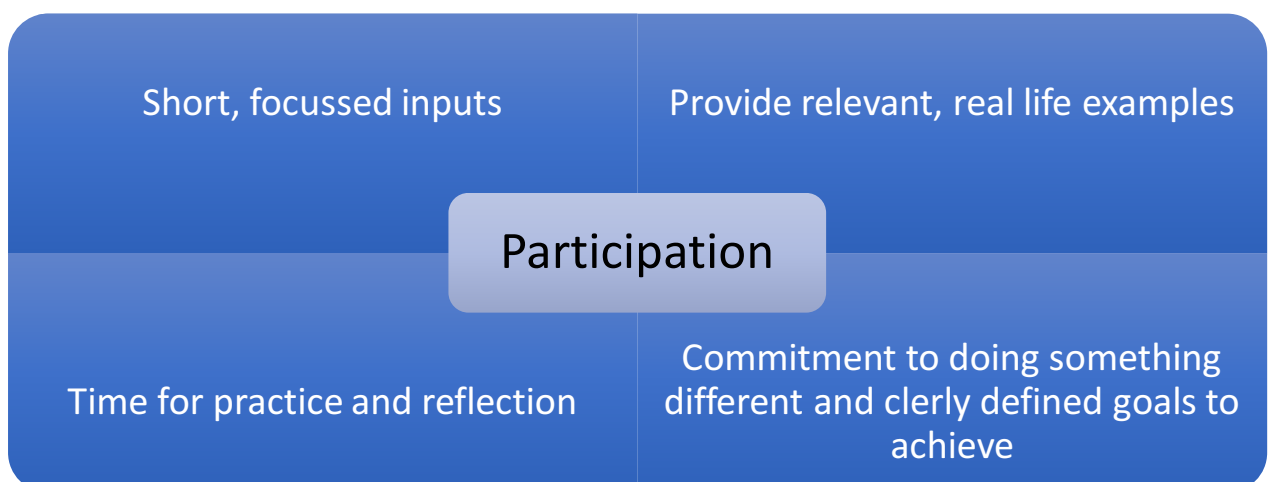 Short, focussed inputs
Provide relevant, real life examples
Participation
Time for practice and reflection
Commitment to doing something
different and clerly defined goals to
achieve